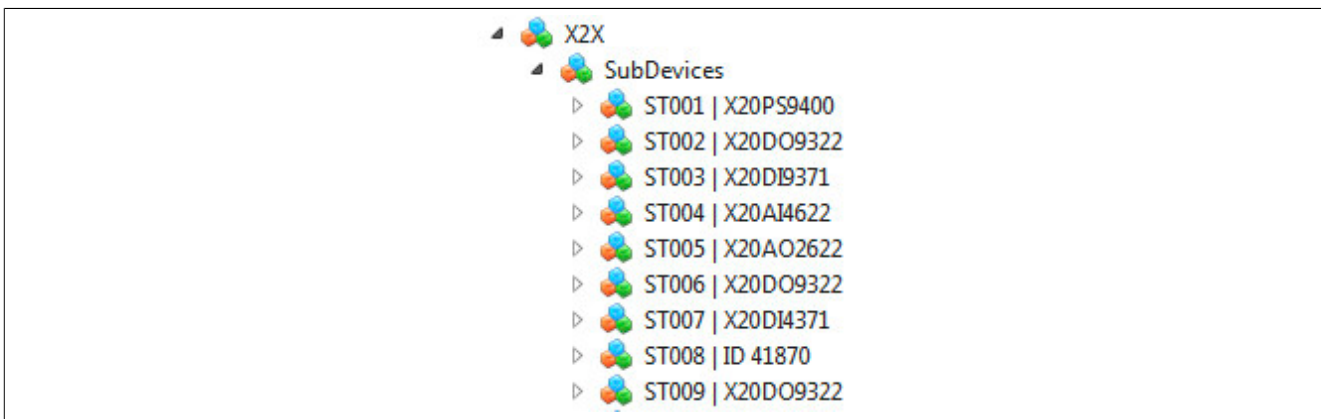 X2X
SubDevices
ST001 | X20PS9400
ST002 | X20DO9322
ST003 | X20DI9371
ST004 | X20AI4622
ST005 | X20AO2622
ST006 | X20DO9322
ST007 | X20DI4371
ST008 | ID 41870
ST009 | X20DO9322